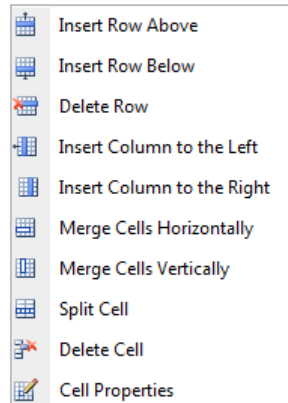 Insert Row Above
Insert Row Below
Delete Row
Insert Column to the Left
Insert Column to the Right
Merge Cells Horizontally
Merge Cells Vertically
Split Cell
Delete Cell
Cell Properties